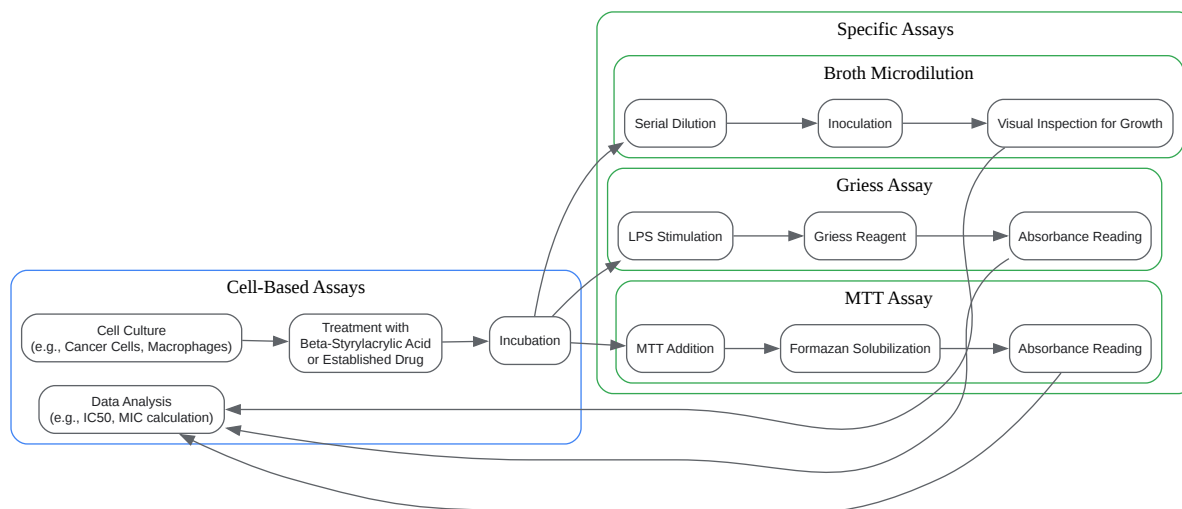 Specific Assays
Broth Microdilution
Serial Dilution
Inoculation
Visual Inspection for Growth
Griess Assay
LPS Stimulation
Griess Reagent
Absorbance Reading
Cell-Based Assays
Cell Culture
(e.g., Cancer Cells, Macrophages)
Treatment with
Beta-Styrylacrylic Acid
or Established Drug
Incubation
MTT Assay
MTT Addition
Formazan Solubilization
Absorbance Reading
Data Analysis
(e.g., IC50, MIC calculation)